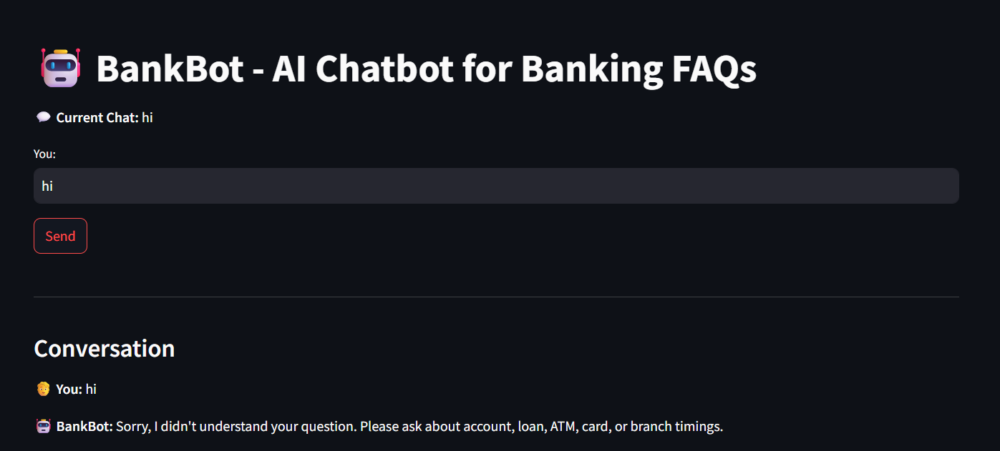 BankBot - AI Chatbot for Banking FAQs
Current Chat: hi
You:
hi
Send
Conversation
You: hi
BankBot: Sorry, I didn't understand your question. Please ask about account, loan, ATM, card, or branch timings.